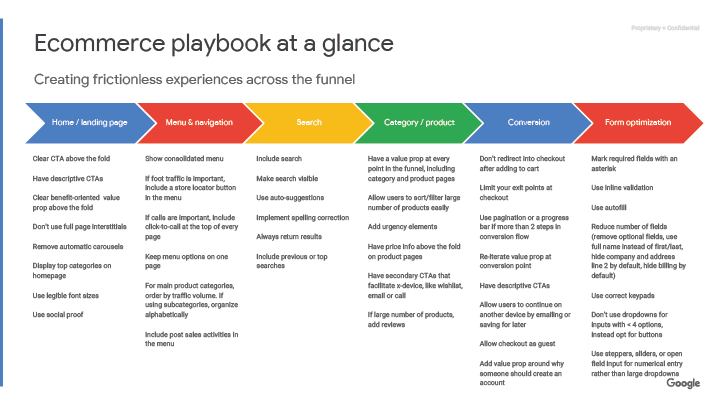 Proprietary + Confidential
Ecommerce playbook at a glance
Creating frictionless experiences across the funnel
Home / landing page
Menu & navigation
Search
Category / product
Conversion
Form optimization
Clear CTA above the fold
Have descriptive CTAs
Clear benefit-oriented value
prop above the fold
Don't use full page interstitials
Remove automatic carousels
Display top categories on
homepage
Use legible font sizes
Use social proof
Show consolidated menu
If foot traffic is important,
include a store locator button
in the menu
If calls are important, include
click-to-call at the top of every
page
Keep menu options on one
page
For main product categories,
order by traffic volume. If
using subcategories, organize
alphabetically
Include post sales activities in
the menu
Include search
Make search visible
Use auto-suggestions
Implement spelling correction
Always return results
Include previous or top
searches
Have a value prop at every
point in the funnel, including
category and product pages
Allow users to sort/filter large
number of products easily
Add urgency elements
Have price info above the fold
on product pages
Have secondary CTAs that
facilitate x-device, like wishlist,
email or call
If large number of products,
add reviews
Don't redirect into checkout
after adding to cart
Limit your exit points at
checkout
Use pagination or a progress
bar if more than 2 steps in
conversion flow
Re-iterate value prop at
conversion point
Have descriptive CTAs
Allow users to continue on
another device by emailing or
saving for later
Allow checkout as guest
Add value prop around why
someone should create an
account
Mark required fields with an
asterisk
Use inline validation
Use autofill
Reduce number of fields
(remove optional fields, use
full name instead of first/last,
hide company and address
line 2 by default, hide billing by
default)
Use correct keypads
Don't use dropdowns for
inputs with < 4 options,
instead opt for buttons
Use steppers, sliders, or open
field input for numerical entry
rather than large dropdowns
Google